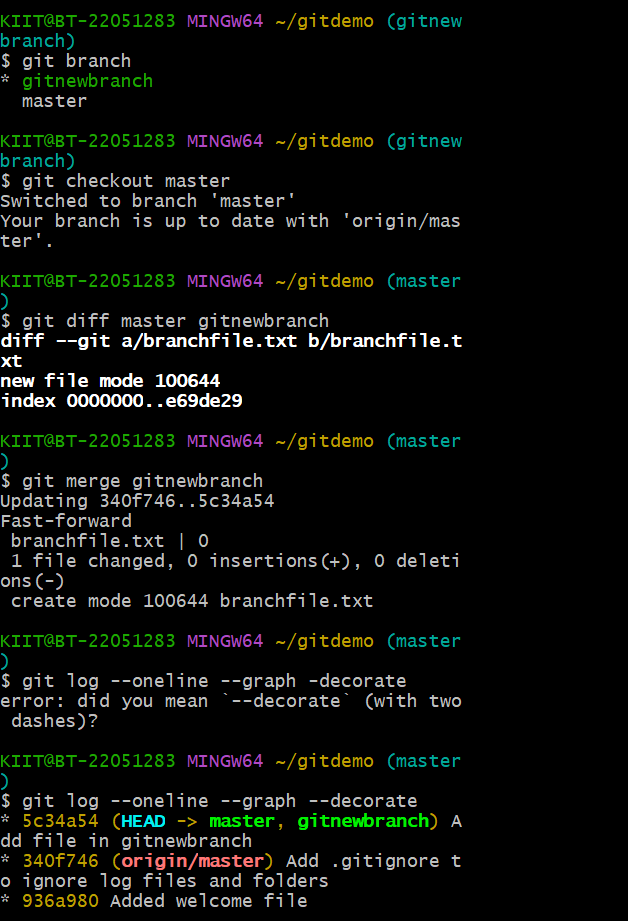 KIIT@BT-22051283 MINGW64 ~/gitdemo (gitnew
branch)
$ git branch
* gitnewbranch
  master

KIIT@BT-22051283 MINGW64 ~/gitdemo (gitnew
branch)
$ git checkout master
Switched to branch 'master'
Your branch is up to date with 'origin/mas
ter'.

KIIT@BT-22051283 MINGW64 ~/gitdemo (master
)
$ git diff master gitnewbranch
diff --git a/branchfile.txt b/branchfile.t
xt
new file mode 100644
index 0000000..e69de29

KIIT@BT-22051283 MINGW64 ~/gitdemo (master
)
$ git merge gitnewbranch
Updating 340f746..5c34a54
Fast-forward
 branchfile.txt | 0
 1 file changed, 0 insertions(+), 0 deleti
ons(-)
 create mode 100644 branchfile.txt

KIIT@BT-22051283 MINGW64 ~/gitdemo (master
)
$ git log --oneline --graph -decorate
error: did you mean `--decorate` (with two
 dashes)?

KIIT@BT-22051283 MINGW64 ~/gitdemo (master
)
$ git log --oneline --graph --decorate
* 5c34a54 (HEAD -> master, gitnewbranch) A
dd file in gitnewbranch
* 340f746 (origin/master) Add .gitignore t
o ignore log files and folders
* 936a980 Added welcome file